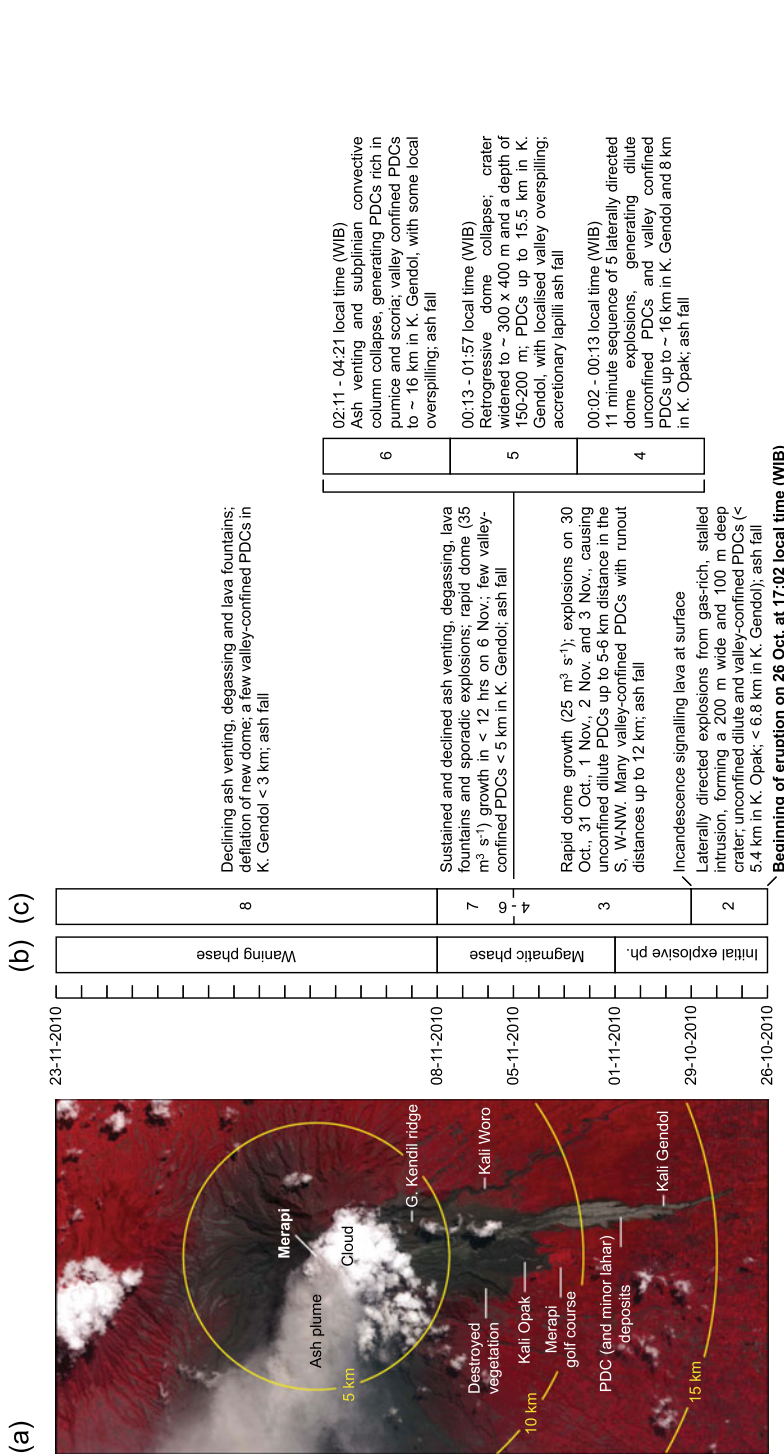 (a)
Merapi
Cloud
Ash plume
G. Kendil ridge
Kali Woro
Kali Gendol
Destroyed
vegetation
Kali Opak
Merapi
golf course
PDC (and minor lahar)
deposits
5 km
10 km
15 km
23-11-2010
08-11-2010
05-11-2010
01-11-2010
29-10-2010
26-10-2010
(b)
Waning phase
Magmatic phase
Initial explosive ph.
(c)
8
7
4 - 6
3
2
Declining ash venting, degassing and lava fountains;
deflation of new dome; a few valley-confined PDCs in
K. Gendol < 3 km; ash fall
Sustained and declined ash venting, degassing, lava
fountains and sporadic explosions; rapid dome (35
m³ s⁻¹) growth in < 12 hrs on 6 Nov.; few valley-
confined PDCs < 5 km in K. Gendol; ash fall
Rapid dome growth (25 m³ s⁻¹); explosions on 30
Oct., 31 Oct., 1 Nov., 2 Nov. and 3 Nov., causing
unconfined dilute PDCs up to 5-6 km distance in the
S, W-NW. Many valley-confined PDCs with runout
distances up to 12 km; ash fall
Incandescence signalling lava at surface
Laterally directed explosions from gas-rich, stalled
intrusion, forming a 200 m wide and 100 m deep
crater; unconfined dilute and valley-confined PDCs (<
5.4 km in K. Opak; < 6.8 km in K. Gendol); ash fall
Beginning of eruption on 26 Oct. at 17:02 local time (WIB)
6
5
4
02:11 - 04:21 local time (WIB)
Ash venting and subplinian convective
column collapse, generating PDCs rich in
pumice and scoria; valley confined PDCs
to ~ 16 km in K. Gendol, with some local
overspilling; ash fall
00:13 - 01:57 local time (WIB)
Retrogressive dome collapse; crater
widened to ~ 300 x 400 m and a depth of
150-200 m; PDCs up to 15.5 km in K.
Gendol, with localised valley overspilling;
accretionary lapilli ash fall
00:02 - 00:13 local time (WIB)
11 minute sequence of 5 laterally directed
dome explosions, generating dilute
unconfined PDCs and valley confined
PDCs up to ~ 16 km in K. Gendol and 8 km
in K. Opak; ash fall